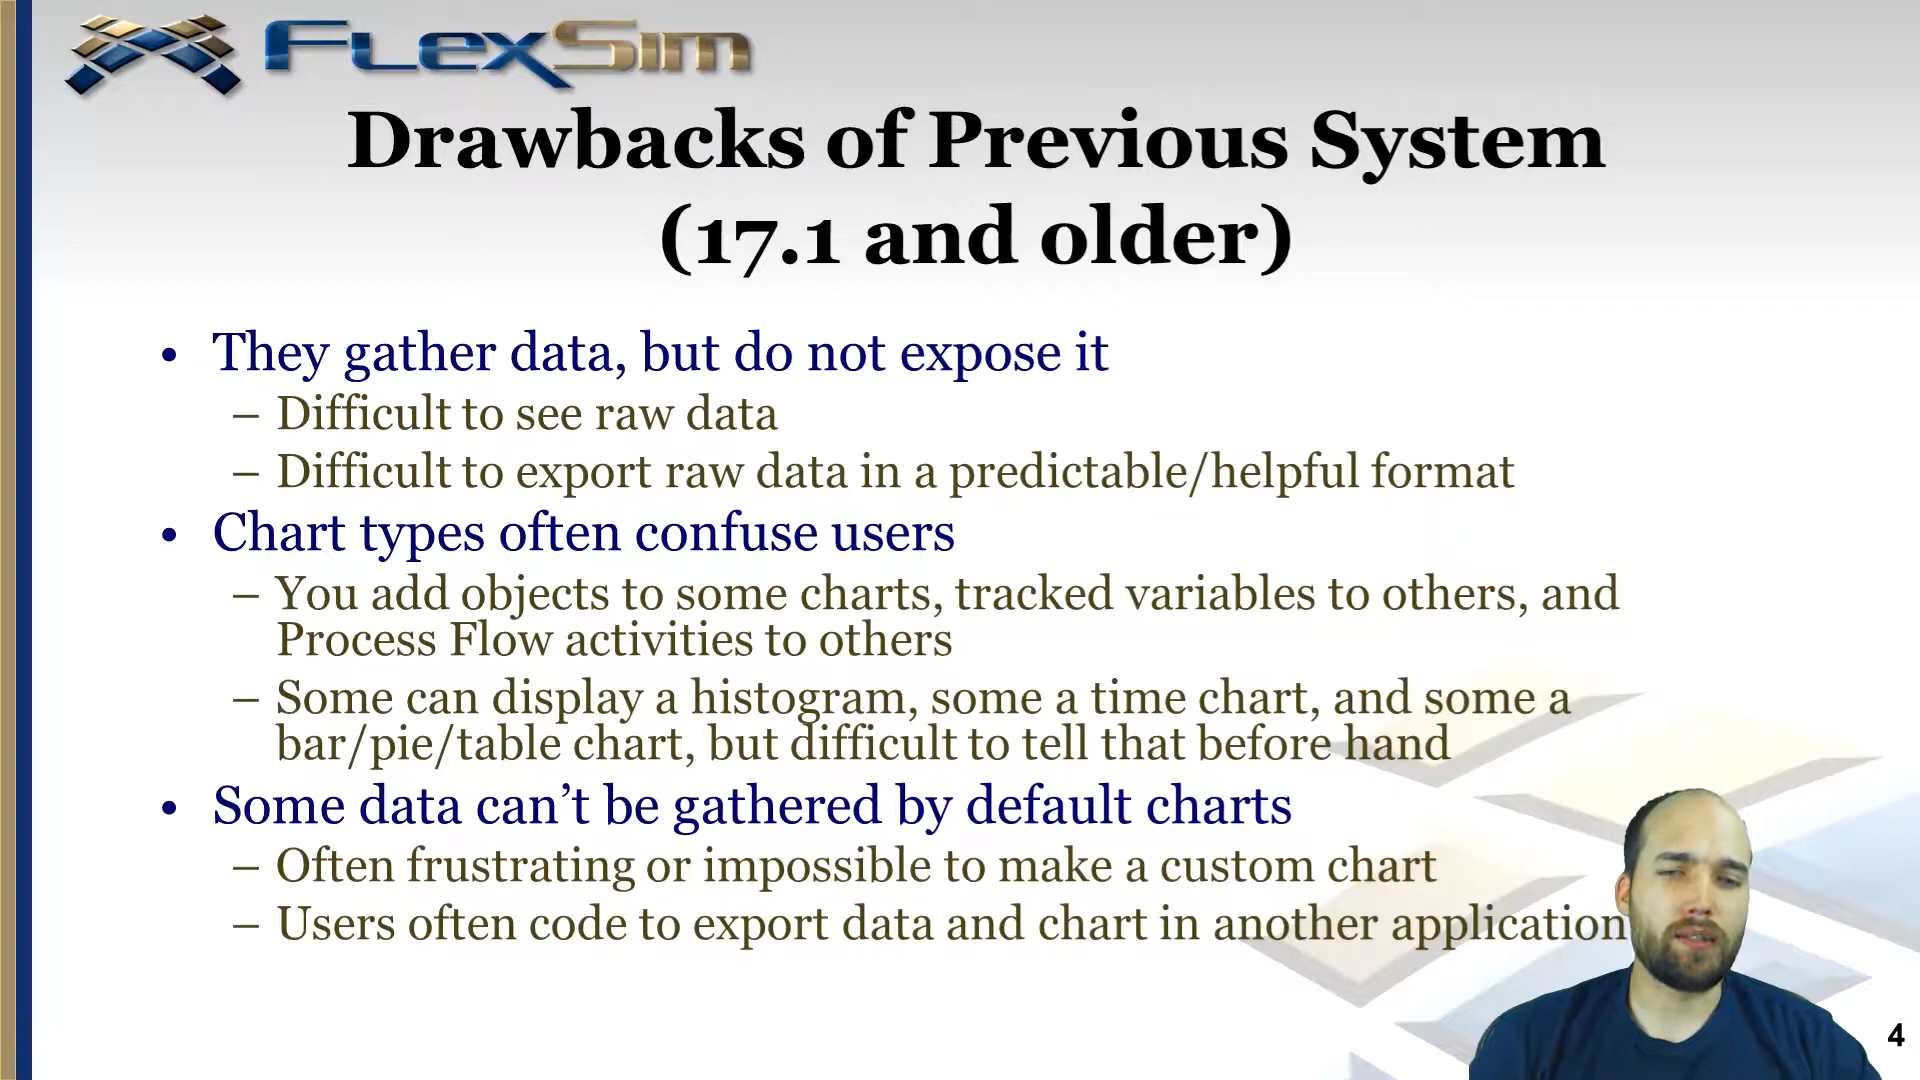 FlexSim
Drawbacks of Previous System
(17.1 and older)
• They gather data, but do not expose it
– Difficult to see raw data
– Difficult to export raw data in a predictable/helpful format
• Chart types often confuse users
– You add objects to some charts, tracked variables to others, and
Process Flow activities to others
– Some can display a histogram, some a time chart, and some a
bar/pie/table chart, but difficult to tell that before hand
• Some data can’t be gathered by default charts
– Often frustrating or impossible to make a custom chart
– Users often code to export data and chart in another application
4